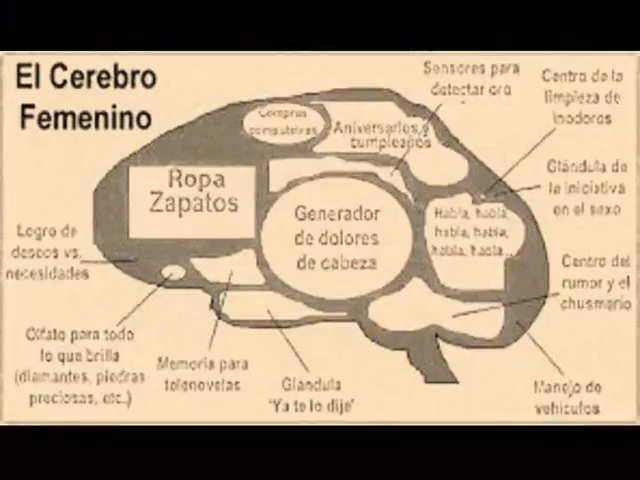 El Cerebro
Femenino
Sensores para
detectar oro
Centro de la
limpieza de
inodoros
Compras
compulsivas
Aniversarios y
cumpleaños
Glándula de
la iniciativa
en el sexo
Ropa
Zapatos
Generador
de dolores
de cabeza
Habla, habla,
habla, habla,
habla, habla...
Logro de
deseos vs.
necesidades
Centro del
rumor y el
chusmerio
Olfato para todo
lo que brilla
(diamantes, piedras
preciosas, etc.)
Memoria para
telenovelas
Glándula
"Ya te lo dije"
Manejo de
vehículos